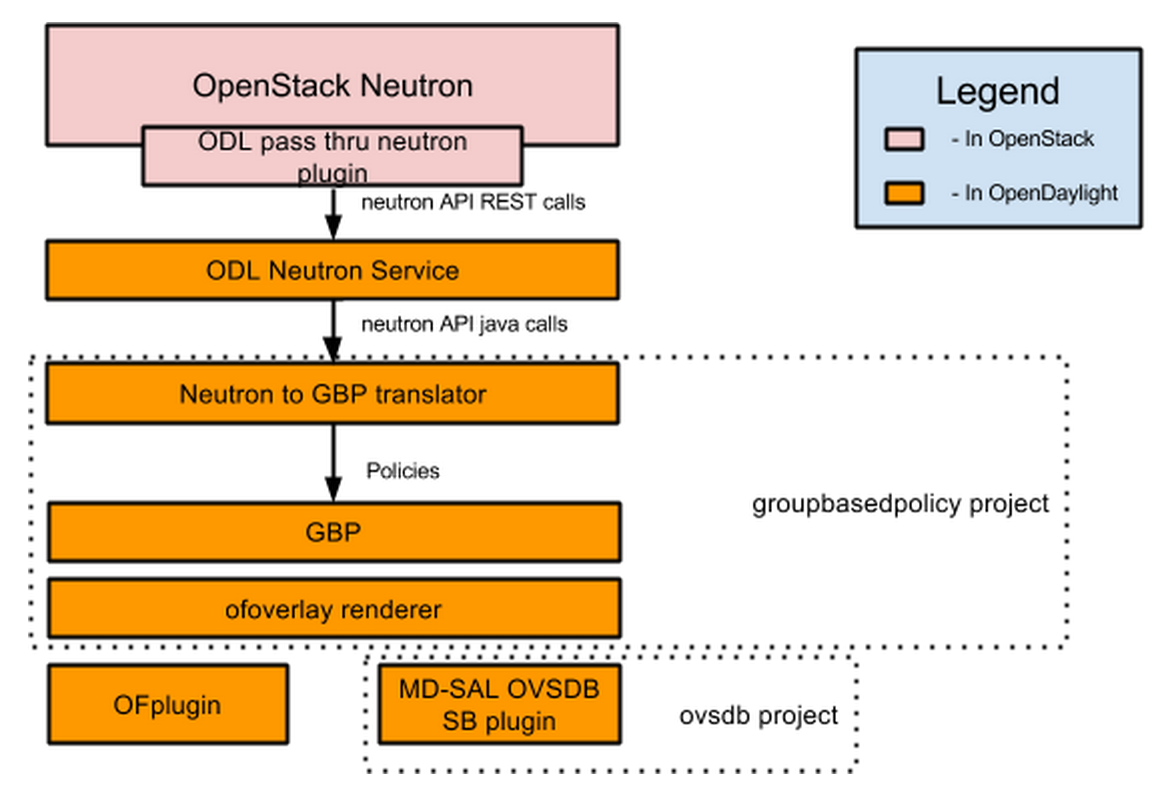 OpenStack Neutron
ODL pass thru neutron
plugin
neutron API REST calls
ODL Neutron Service
neutron API java calls
Neutron to GBP translator
Policies
GBP
ofoverlay renderer
OFplugin
MD-SAL OVSDB
SB plugin
groupbasedpolicy project
ovsdb project
Legend
- In OpenStack
- In OpenDaylight